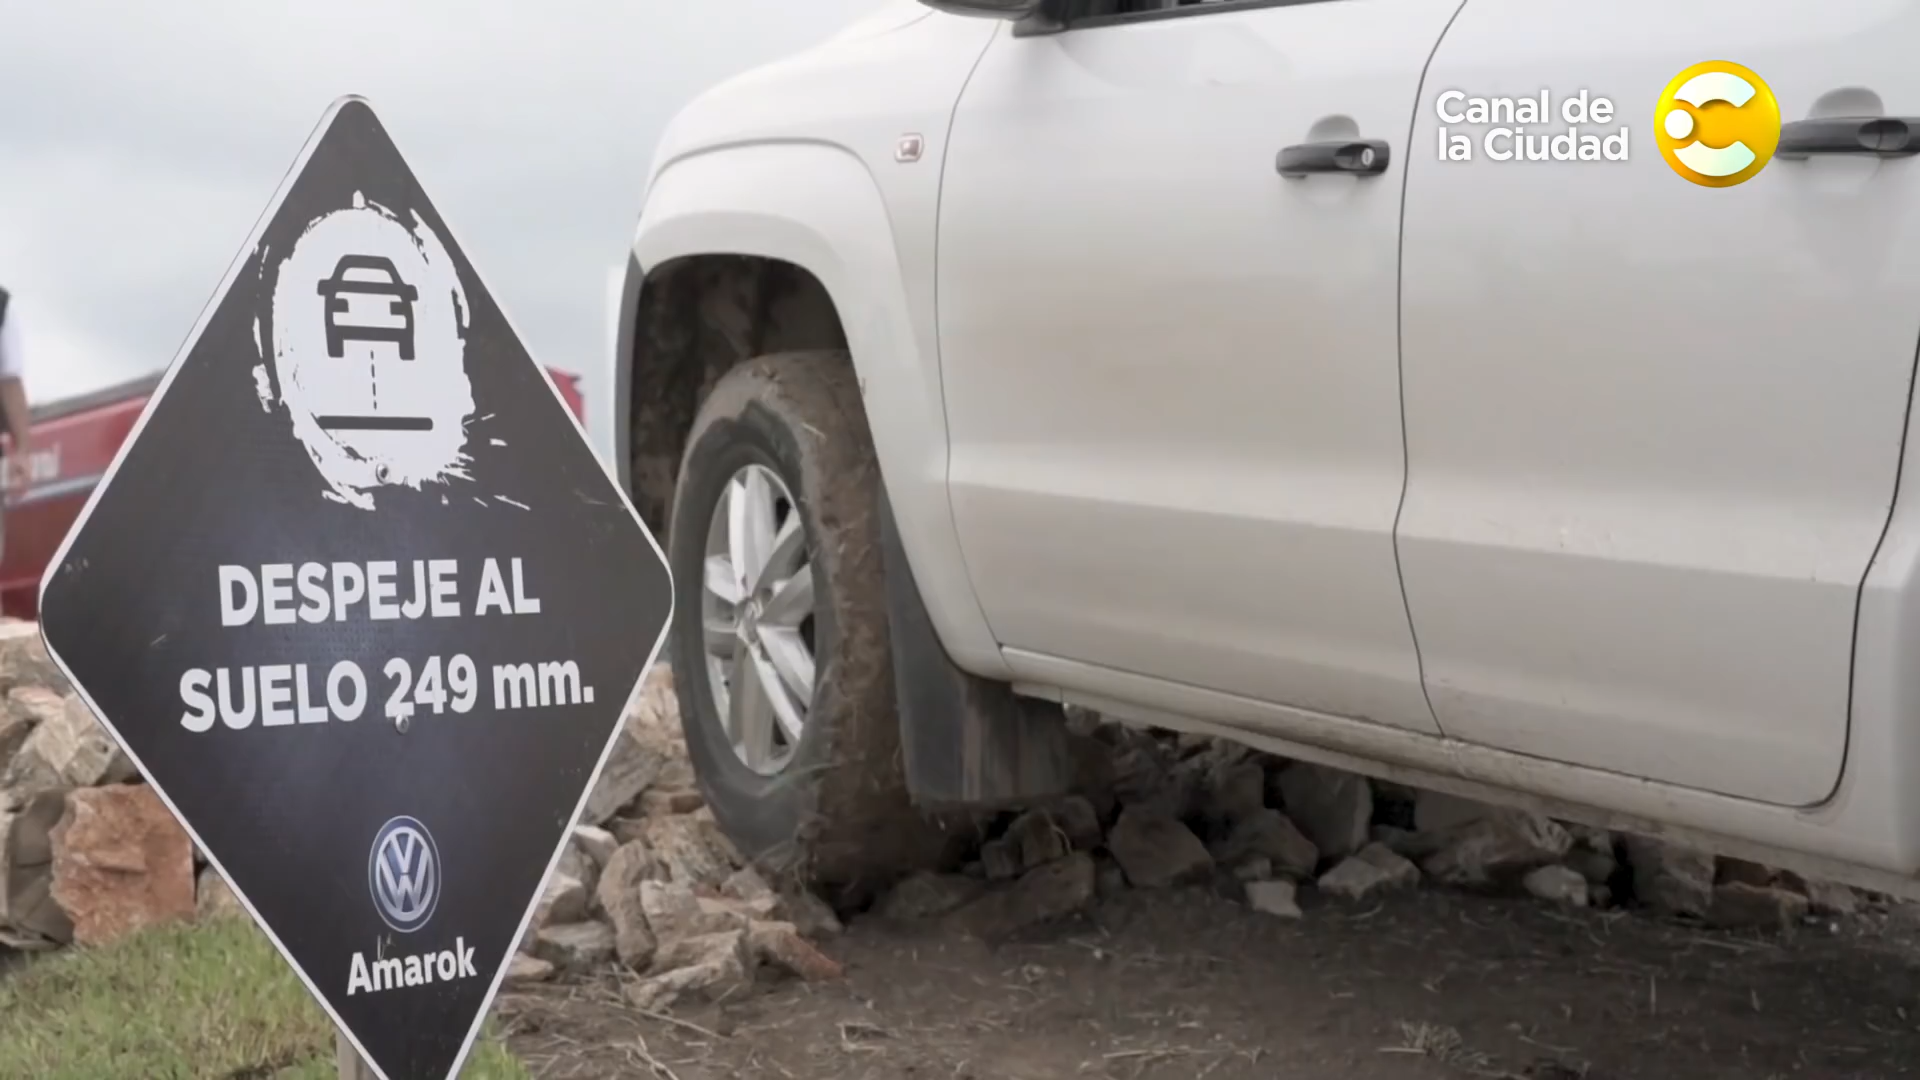 Canal de
la Ciudad
DESPEJE AL
SUELO 249 mm.
Amarok